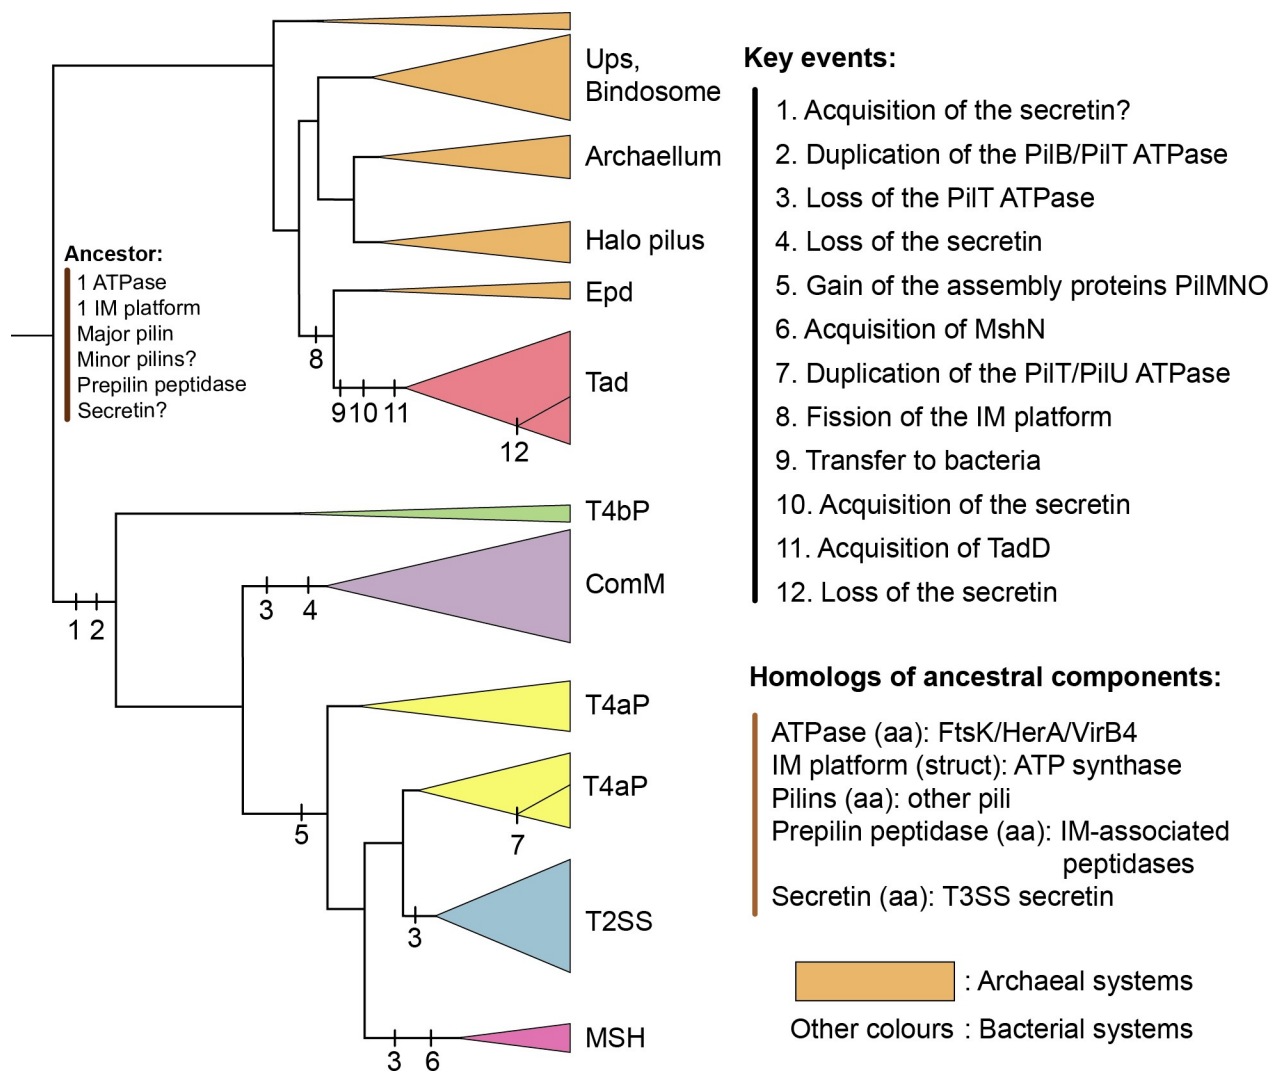 Ups,
Bindosome
Archaellum
Halo pilus
Epd
Tad
8
9 10 11
12
Ancestor:
1 ATPase
1 IM platform
Major pilin
Minor pilins?
Prepilin peptidase
Secretin?
T4bP
ComM
1 2
3 4
T4aP
T4aP
5
7
T2SS
3
MSH
3 6
Key events:
1. Acquisition of the secretin?
2. Duplication of the PilB/PilT ATPase
3. Loss of the PilT ATPase
4. Loss of the secretin
5. Gain of the assembly proteins PilMNO
6. Acquisition of MshN
7. Duplication of the PilT/PilU ATPase
8. Fission of the IM platform
9. Transfer to bacteria
10. Acquisition of the secretin
11. Acquisition of TadD
12. Loss of the secretin
Homologs of ancestral components:
ATPase (aa): FtsK/HerA/VirB4
IM platform (struct): ATP synthase
Pilins (aa): other pili
Prepilin peptidase (aa): IM-associated
peptidases
Secretin (aa): T3SS secretin
: Archaeal systems
Other colours : Bacterial systems